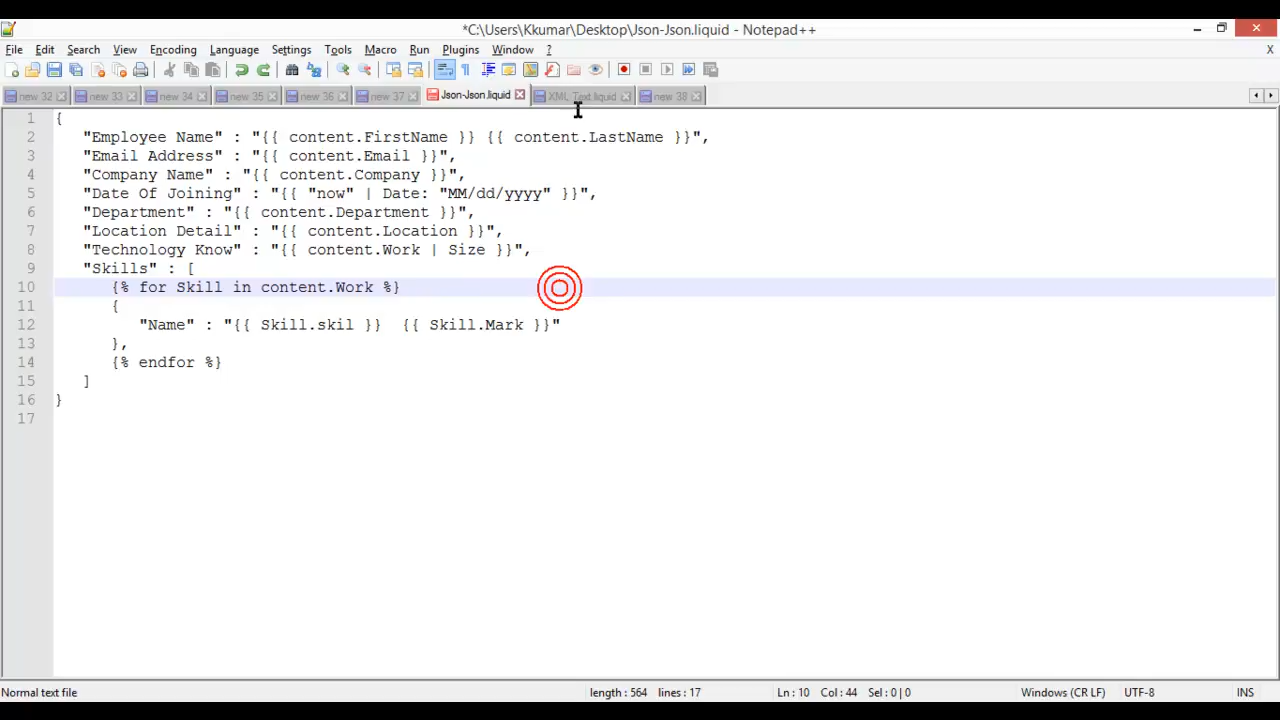 *C:\Users\Kkumar\Desktop\Json-Json.liquid - Notepad++
File Edit Search View Encoding Language Settings Tools Macro Run Plugins Window ? X
new 32 new 33 new 34 new 35 new 36 new 37 Json-Json.liquid XML Text.liquid new 38
1 {
2 "Employee Name" : "{{ content.FirstName }} {{ content.LastName }}",
3 "Email Address" : "{{ content.Email }}",
4 "Company Name" : "{{ content.Company }}",
5 "Date Of Joining" : "{{ "now" | Date: "MM/dd/yyyy" }}",
6 "Department" : "{{ content.Department }}",
7 "Location Detail" : "{{ content.Location }}",
8 "Technology Know" : "{{ content.Work | Size }}",
9 "Skills" : [
10 {% for Skill in content.Work %}
11 {
12 "Name" : "{{ Skill.skil }}  {{ Skill.Mark }}"
13 },
14 {% endfor %}
15 ]
16 }
17
Normal text file length : 564 lines : 17 Ln : 10 Col : 44 Sel : 0 | 0 Windows (CR LF) UTF-8 INS